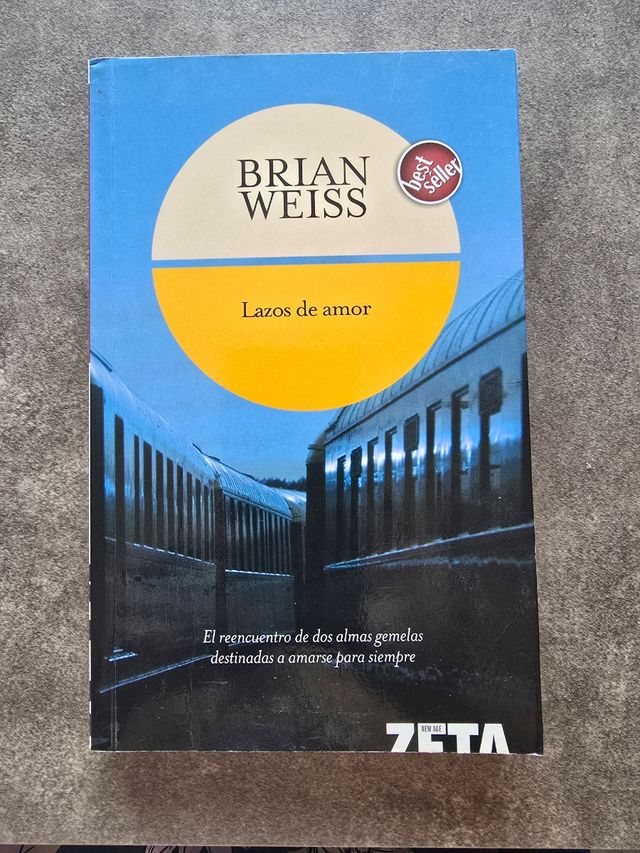 BRIAN
WEISS
best
séller
Lazos de amor
El reencuentro de dos almas gemelas
destinadas a amarse para siempre
NEW AGE
ZETA